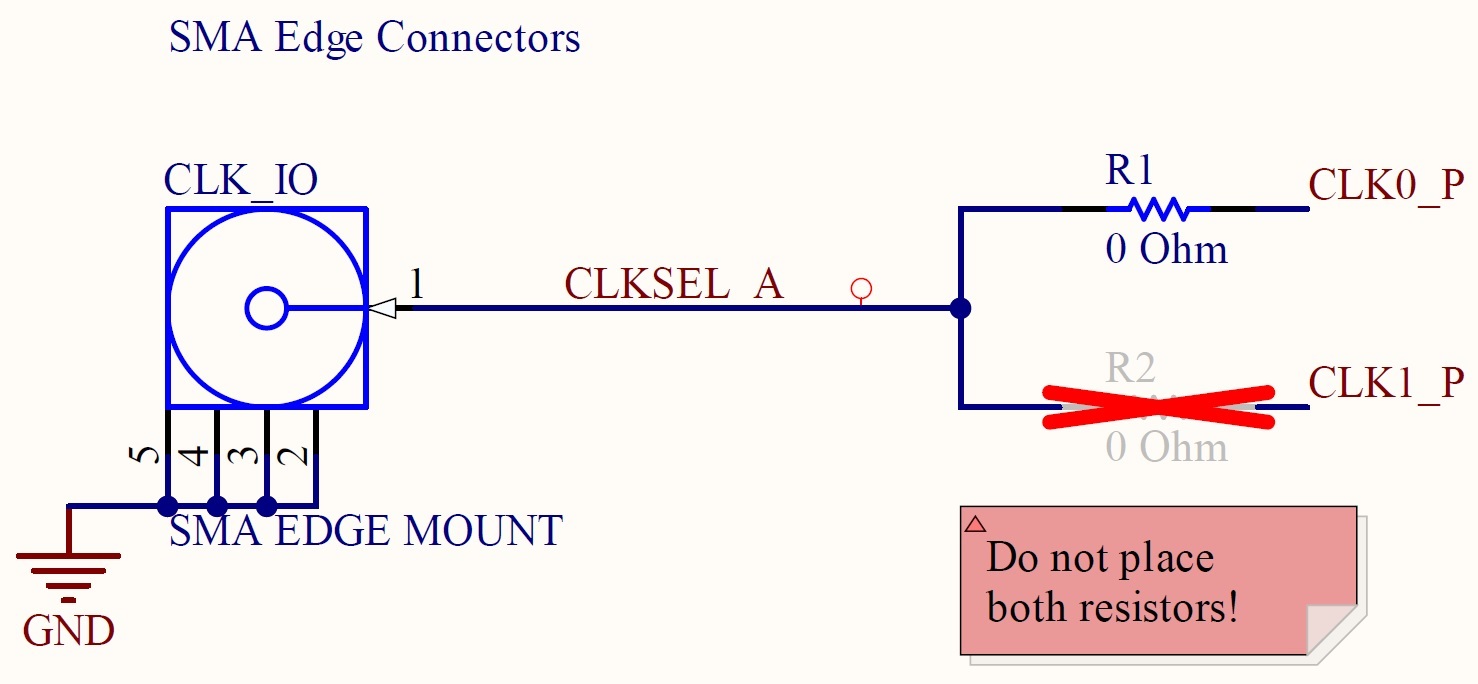 SMA Edge Connectors
CLK_IO
R1
CLK0_P
0 Ohm
1
CLKSEL_A
R2
CLK1_P
0 Ohm
5
4
3
2
SMA EDGE MOUNT
GND
Do not place
both resistors!